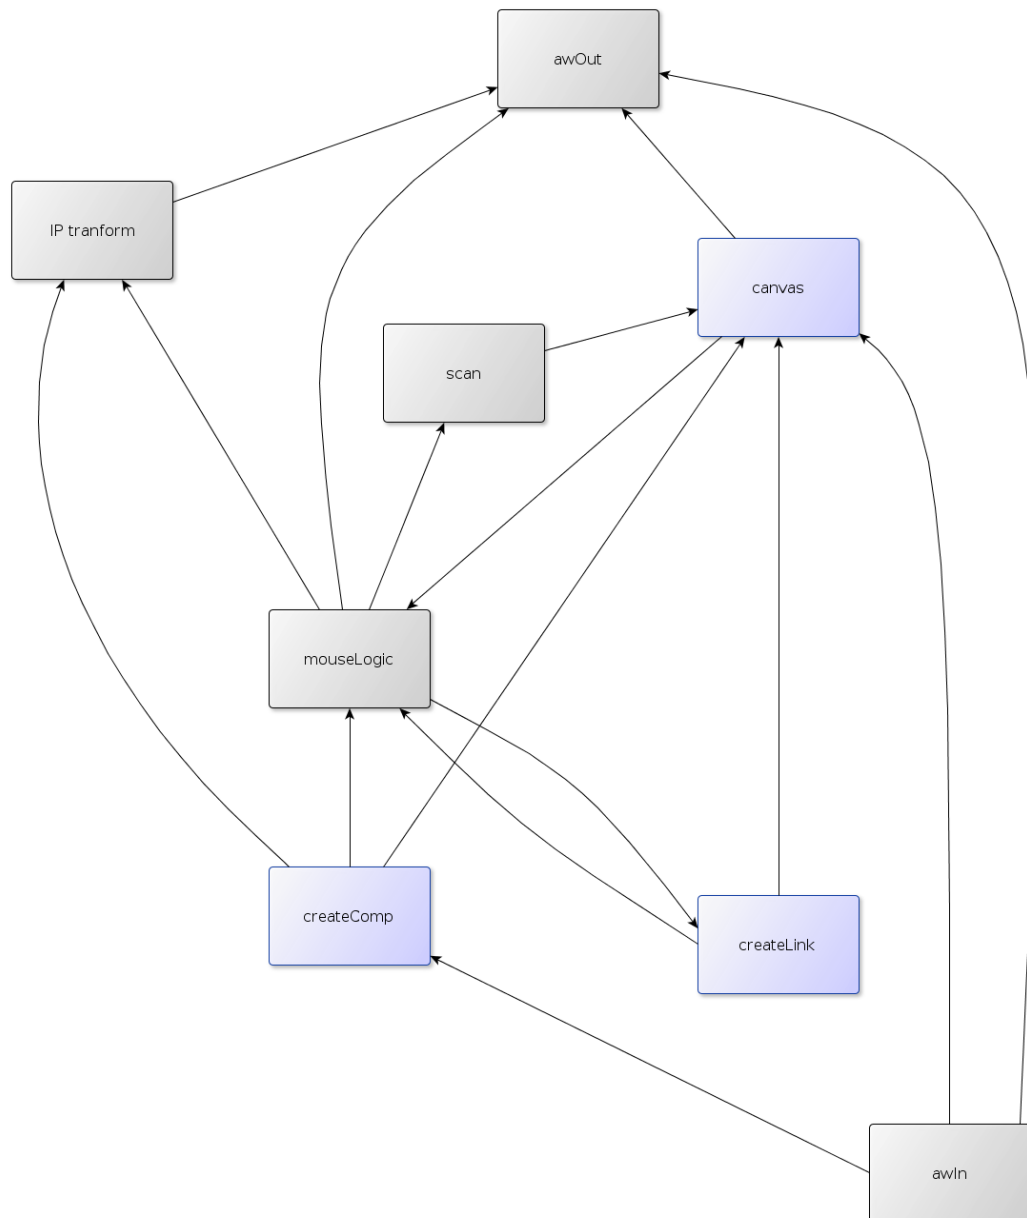 awOut
IP tranform
canvas
scan
mouseLogic
createComp
createLink
awIn